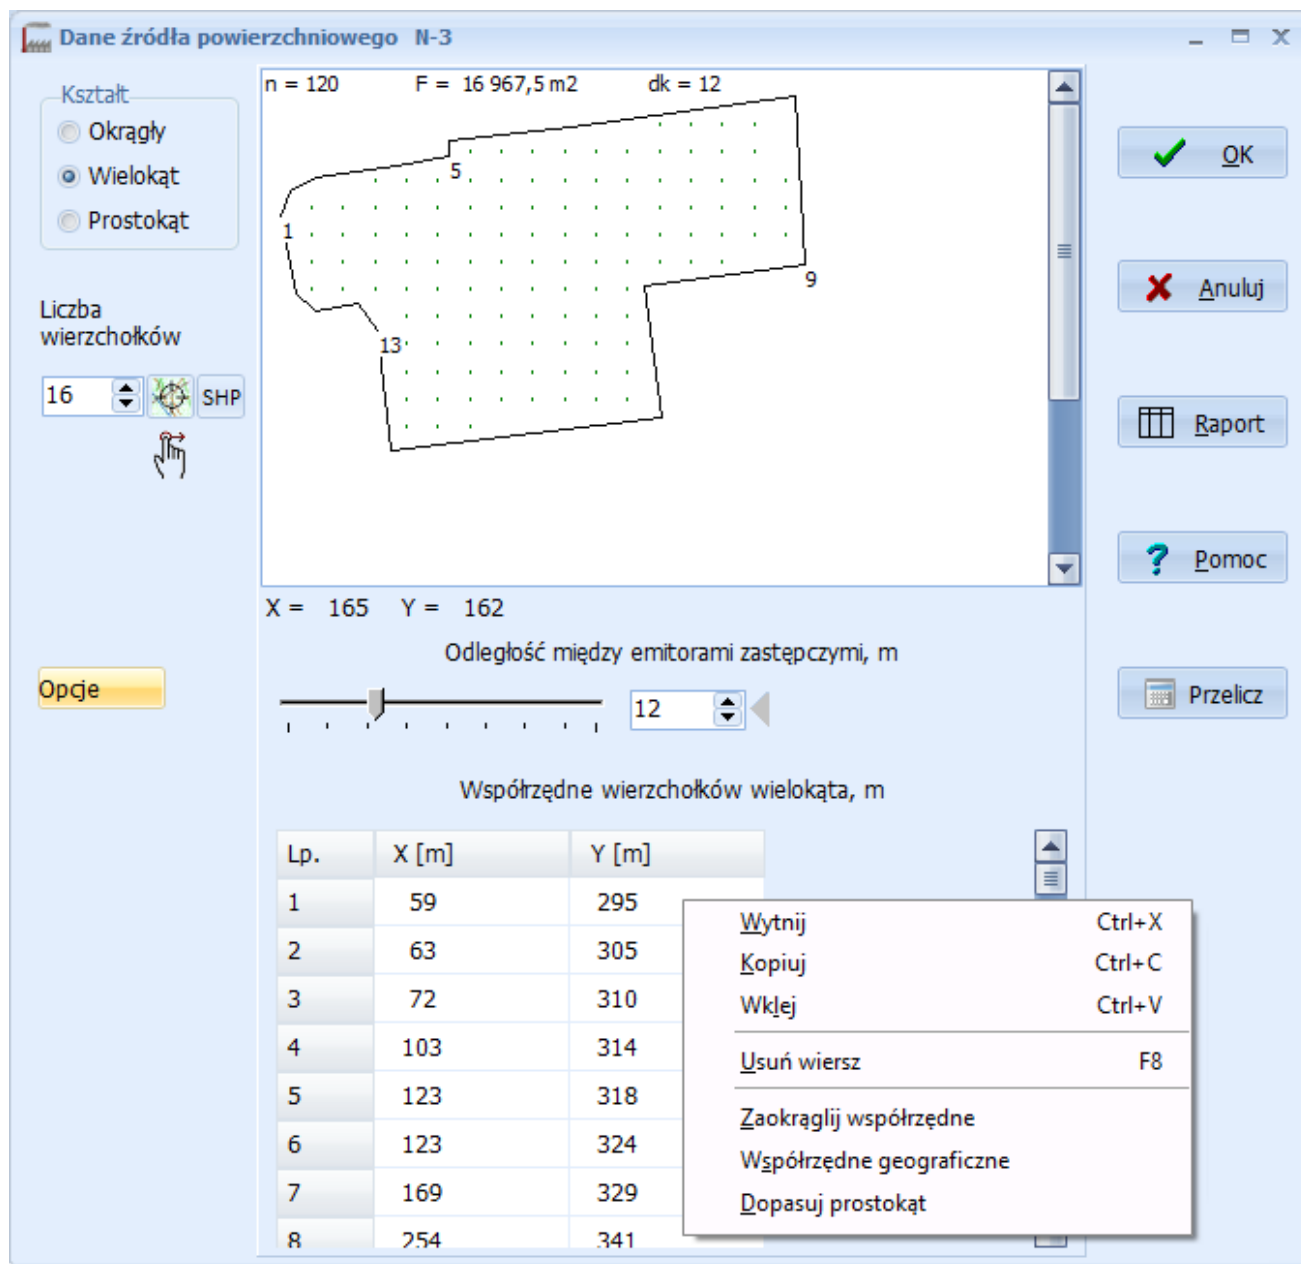 Dane źródła powierzchniowego N-3
Kształt
Okrągły
Wielokąt
Prostokąt
Liczba
wierzchołków
16
SHP
Opcje
n = 120 F = 16 967,5 m2 dk = 12
5
1
9
13
X = 165 Y = 162
Odległość między emitorami zastępczymi, m
12
Współrzędne wierzchołków wielokąta, m
Lp. X [m] Y [m]
1 59 295
2 63 305
3 72 310
4 103 314
5 123 318
6 123 324
7 169 329
8 254 341
Wytnij Ctrl+X
Kopiuj Ctrl+C
Wklej Ctrl+V
Usuń wiersz F8
Zaokrąglij współrzędne
Współrzędne geograficzne
Dopasuj prostokąt
OK
Anuluj
Raport
Pomoc
Przelicz